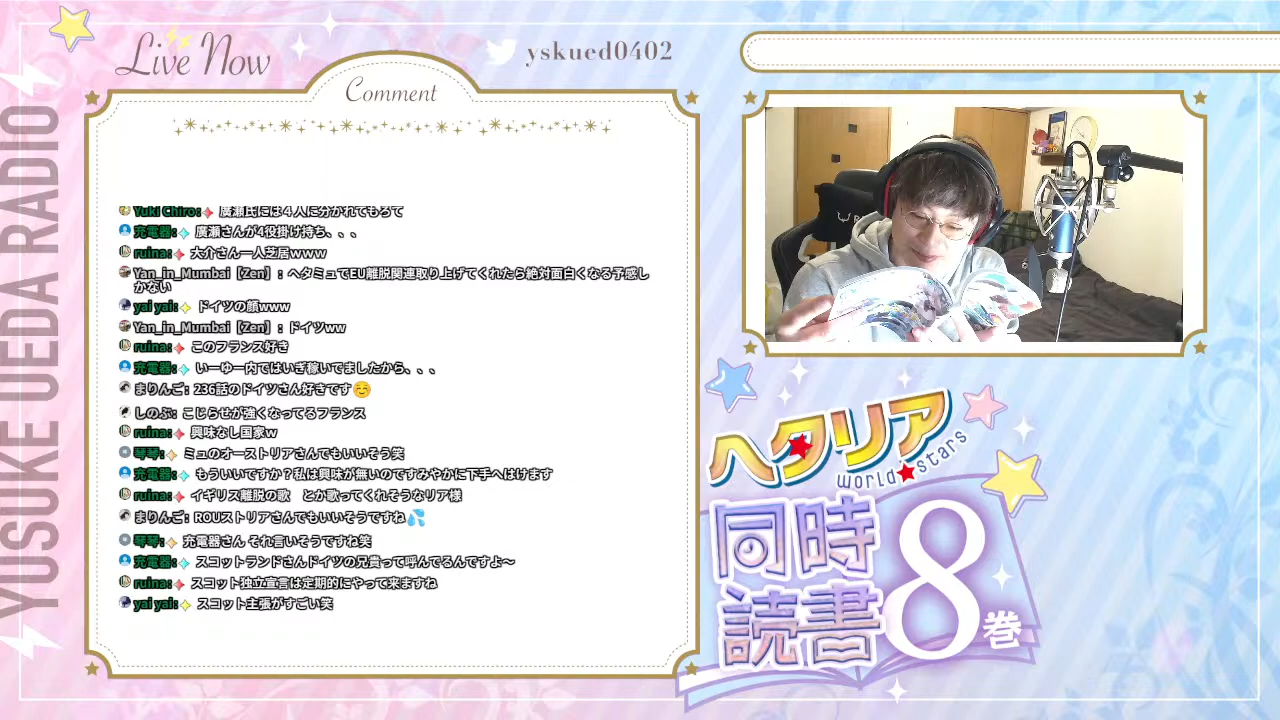 Live Now
yskued0402
Comment
YUSUKE UEDA RADIO
Yuki Chiro: 廣瀬氏には４人に分かれてもろて
充電器: 廣瀬さんが4役掛け持ち、、、
ruina: 大介さん一人芝居www
Yan_in_Mumbai【Zen】: ヘタミュでEU離脱関連取り上げてくれたら絶対面白くなる予感し
かない
yai yai: ドイツの顔www
Yan_in_Mumbai【Zen】: ドイツww
ruina: このフランス好き
充電器: いーゆー内ではいぎ稼いでましたから、、、
まりんご: 236話のドイツさん好きです☺️
しのぶ: こじらせが強くなってるフランス
ruina: 興味なし国家w
琴琴: ミュのオーストリアさんでもいいそう笑
充電器: もういいですか？私は興味が無いのですみやかに下手へはけます
ruina: イギリス離脱の歌　とか歌ってくれそうなリア様
まりんご: ROUストリアさんでもいいそうですね💦
琴琴: 充電器さん それ言いそうですね笑
充電器: スコットランドさんドイツの兄貴って呼んでるんですよ～
ruina: スコット独立宣言は定期的にやって来ますね
yai yai: スコット主張がすごい笑
ヘタリア
world★stars
同時
読書
8巻